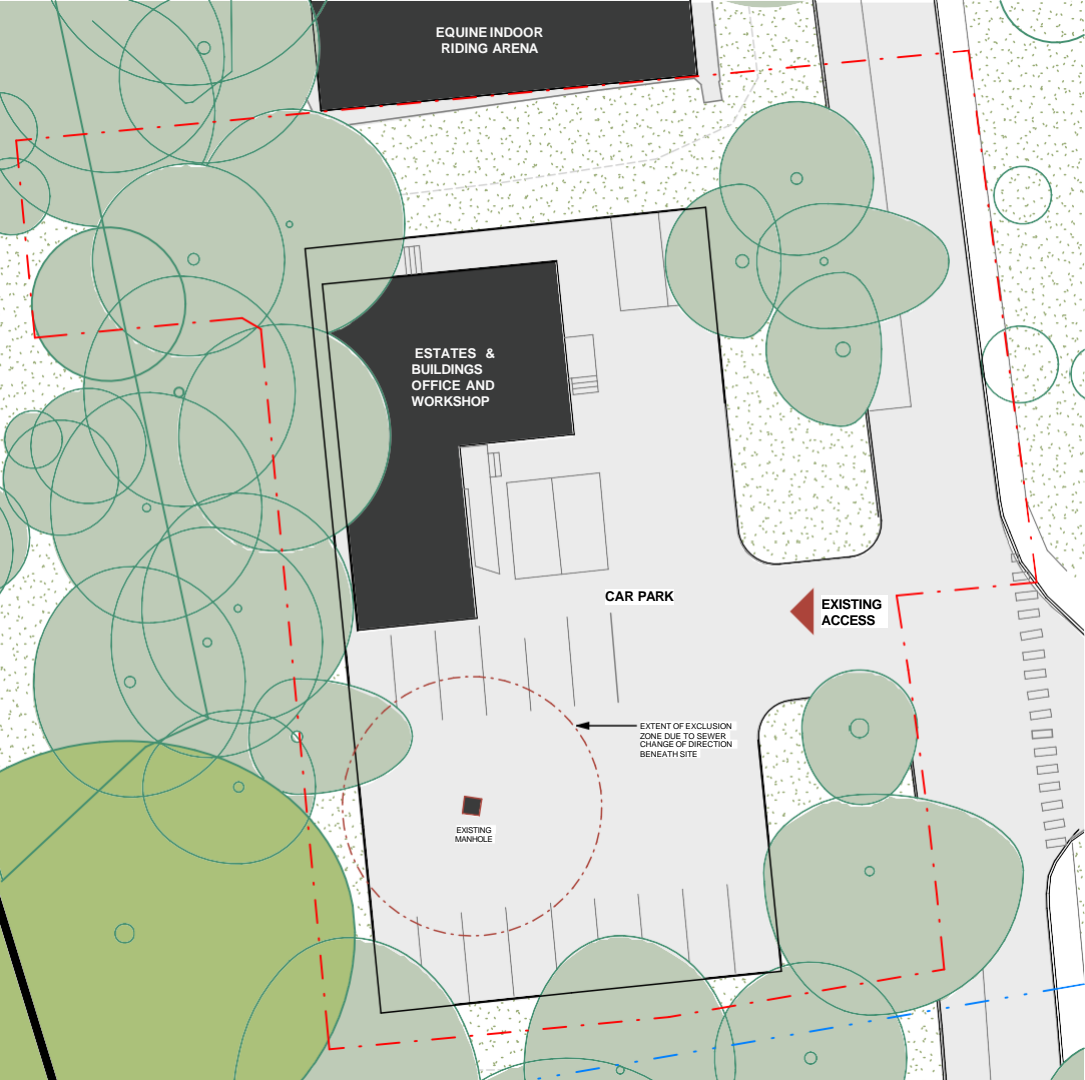 EQUINE INDOOR
RIDING ARENA
ESTATES &
BUILDINGS
OFFICE AND
WORKSHOP
CAR PARK
EXISTING
ACCESS
EXTENT OF EXCLUSION
ZONE DUE TO SEWER
CHANGE OF DIRECTION
BENEATH SITE
EXISTING
MANHOLE